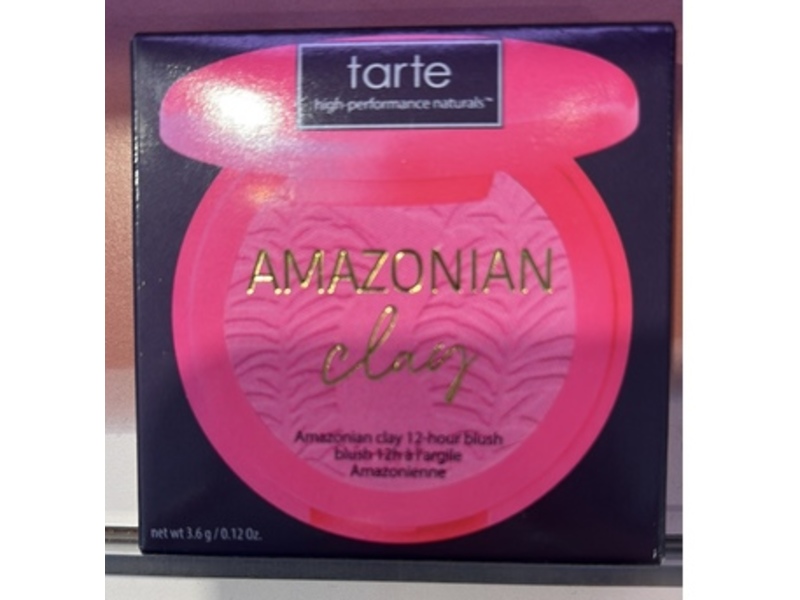 tarte
high-performance naturals™
AMAZONIAN
clay
Amazonian clay 12-hour blush
blush 12h à l'argile
Amazonienne
net wt 3.6 g / 0.12 Oz.